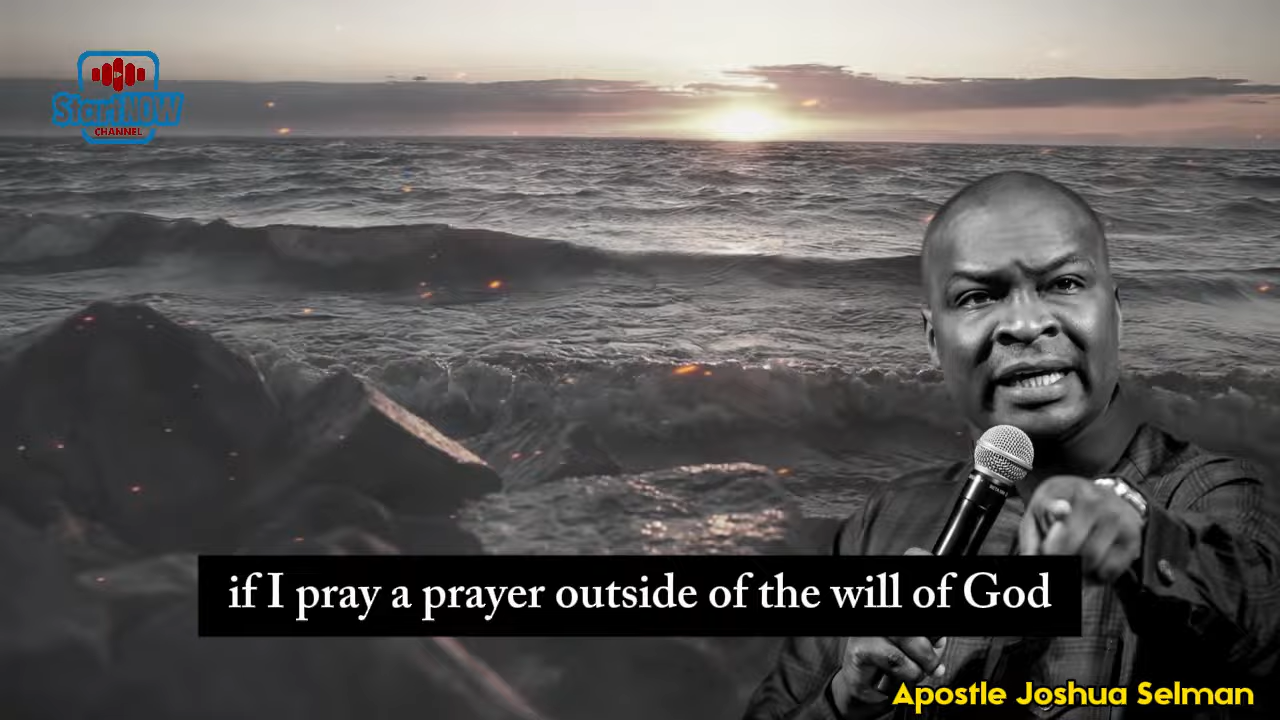 StartNOW
CHANNEL
if I pray a prayer outside of the will of God
Apostle Joshua Selman